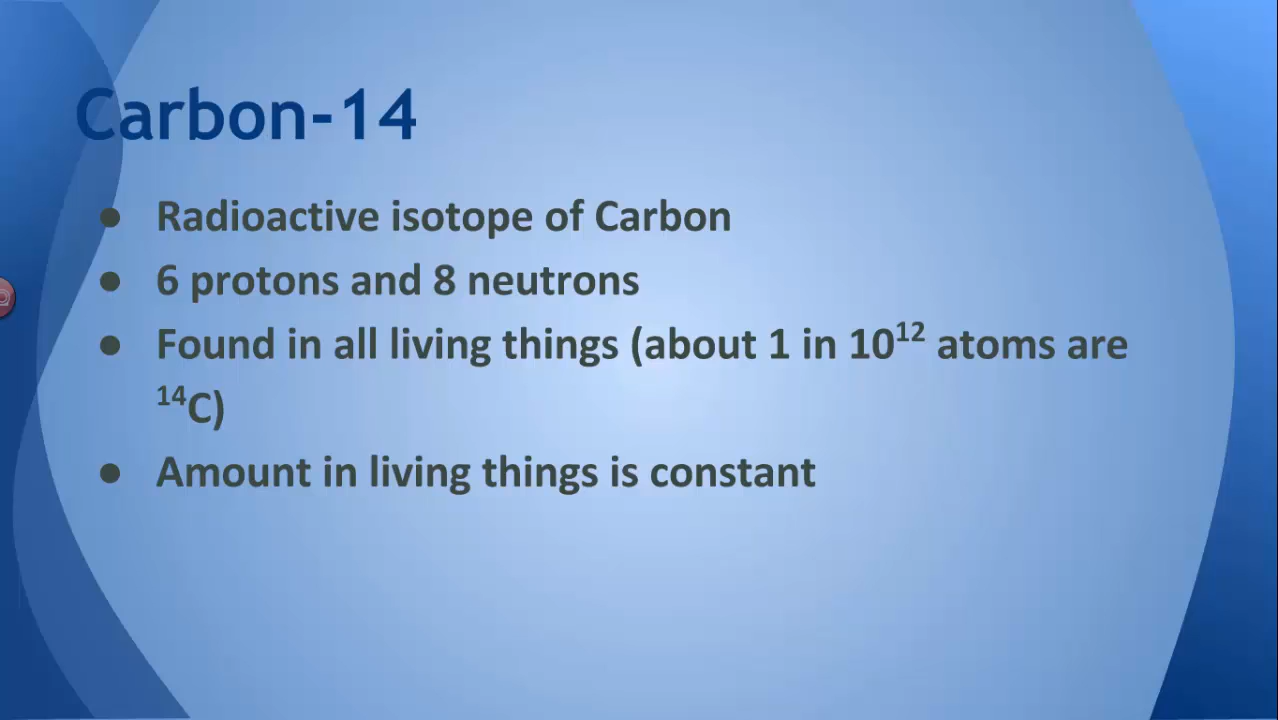 Carbon-14
● Radioactive isotope of Carbon
● 6 protons and 8 neutrons
● Found in all living things (about 1 in 10¹² atoms are
¹⁴C)
● Amount in living things is constant